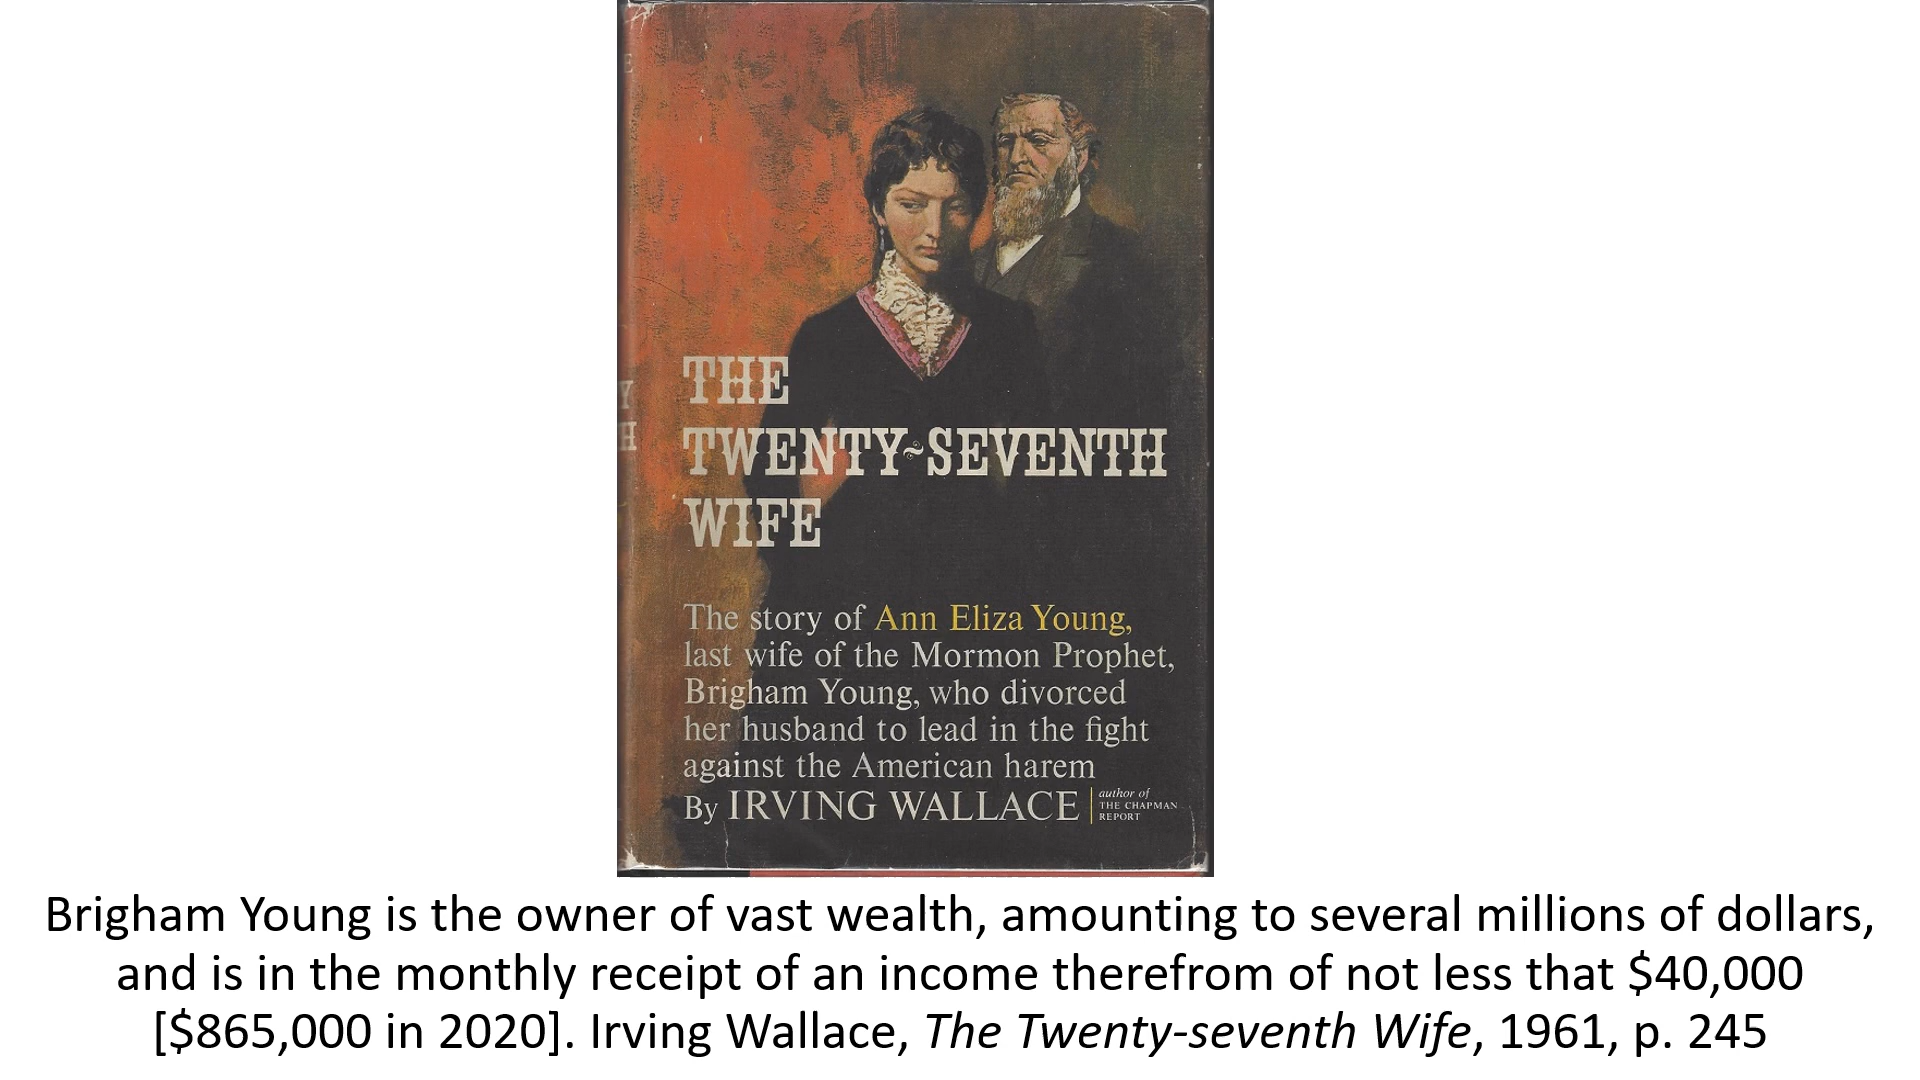 E
Y
H
THE
TWENTY~SEVENTH
WIFE
The story of Ann Eliza Young,
last wife of the Mormon Prophet,
Brigham Young, who divorced
her husband to lead in the fight
against the American harem
By IRVING WALLACE
author of
THE CHAPMAN
REPORT
Brigham Young is the owner of vast wealth, amounting to several millions of dollars,
and is in the monthly receipt of an income therefrom of not less that $40,000
[$865,000 in 2020]. Irving Wallace, The Twenty-seventh Wife, 1961, p. 245